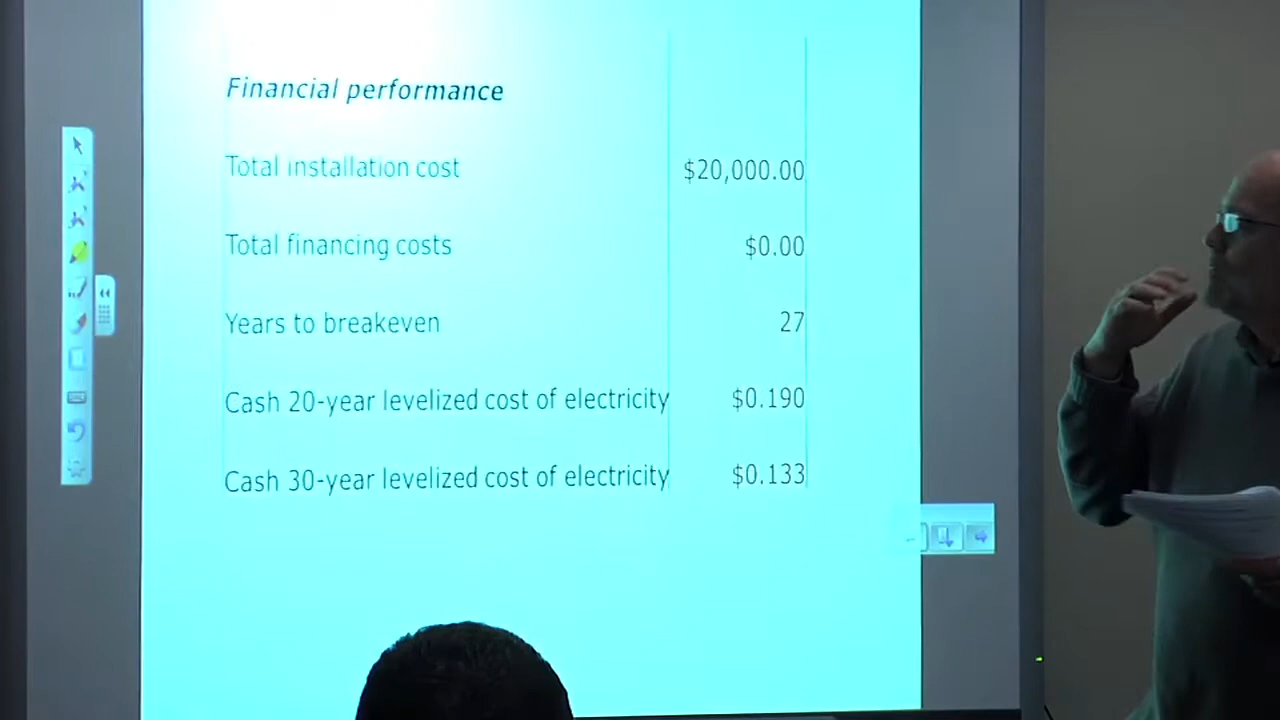 Financial performance
Total installation cost $20,000.00
Total financing costs $0.00
Years to breakeven 27
Cash 20-year levelized cost of electricity $0.190
Cash 30-year levelized cost of electricity $0.133